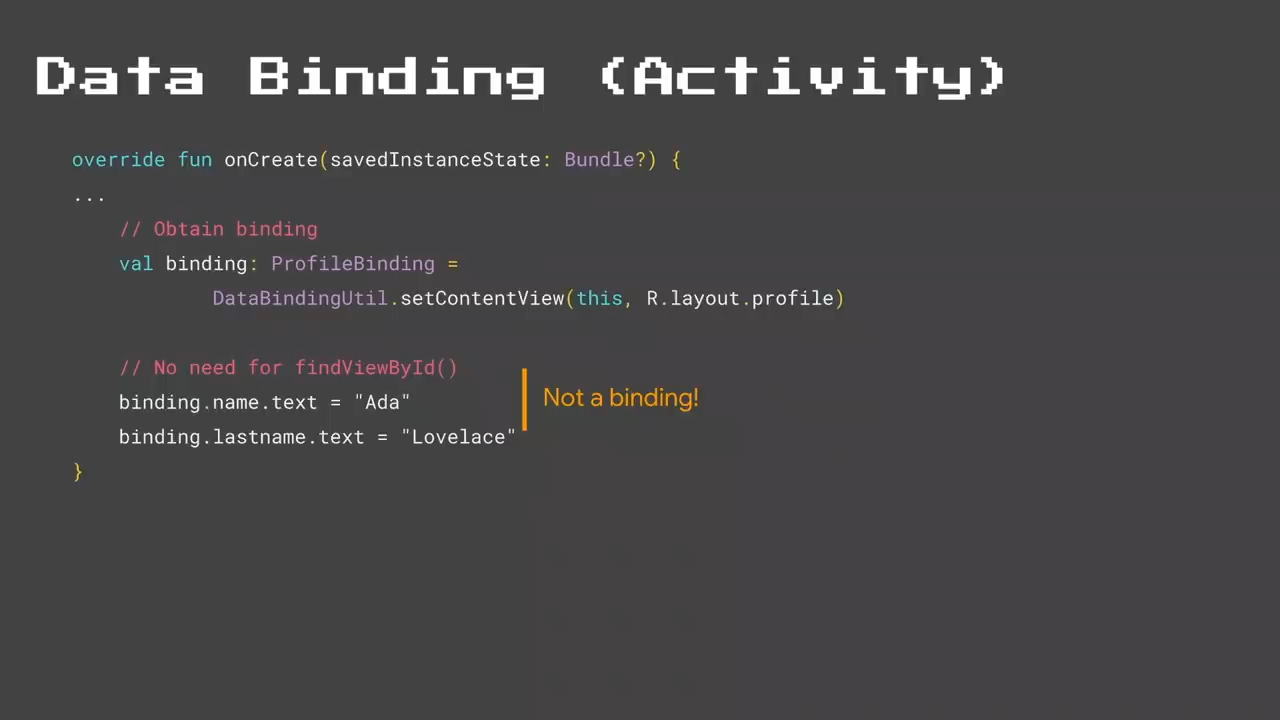 Data Binding (Activity)
override fun onCreate(savedInstanceState: Bundle?) {
...
// Obtain binding
val binding: ProfileBinding =
DataBindingUtil.setContentView(this, R.layout.profile)
// No need for findViewById()
binding.name.text = "Ada"
Not a binding!
binding.lastname.text = "Lovelace"
}